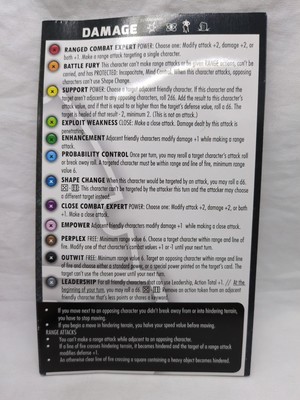 DAMAGE
RANGED COMBAT EXPERT POWER: Choose one: Modify attack +2, damage +2, or
both +1. Make a range attack targeting a single character.
BATTLE FURY This character can't make range attacks or be given RANGE actions, can't be
carried, and has PROTECTED: Incapacitate, Mind Control. When this character attacks, opposing
characters can't use Shape Change.
SUPPORT POWER: Choose a target adjacent friendly character. If this character and the
target aren't adjacent to any opposing characters, roll 2d6. Add the result to this character's
attack value, and if that is equal to or higher than the target's defense value, roll a d6. The
target is healed of that result - 2, minimum 2. (This is not an attack.)
EXPLOIT WEAKNESS CLOSE: Make a close attack. Damage dealt by this attack is
penetrating.
ENHANCEMENT Adjacent friendly characters modify damage +1 while making a range
attack.
PROBABILITY CONTROL Once per turn, you may reroll a target character's attack roll
or break away roll. A targeted character must be within range and line of fire, minimum range
value 6.
SHAPE CHANGE When this character would be targeted by an attack, you may roll a d6.
This character can't be targeted by the attacker this turn and the attacker may choose
a different target instead.
CLOSE COMBAT EXPERT POWER: Choose one: Modify attack +2, damage +2, or both
+1. Make a close attack.
EMPOWER Adjacent friendly characters modify damage +1 while making a close attack.
PERPLEX FREE: Minimum range value 6. Choose a target character within range and line of
fire. Modify one of that character's combat values +1 or -1 until your next turn.
OUTWIT FREE: Minimum range value 6. Target an opposing character within range and line
of fire and choose either a standard power, or a special power printed on the target's card. The
target can't use the chosen power until your next turn.
LEADERSHIP For all friendly characters that can use Leadership, Action Total +1. // At the
beginning of your turn, you may roll a d6. Remove an action token from an adjacent
friendly character that's less points or shares a keyword.
If you move next to an opposing character you didn't break away from or into hindering terrain,
you have to stop moving.
If you begin a move in hindering terrain, you halve your speed value before moving.
RANGE ATTACKS
You can't make a range attack while adjacent to an opposing character.
If a line of fire crosses hindering terrain, it becomes hindered and the target of a range attack
modifies defense +1.
An otherwise clear line of fire crossing a square containing a heavy object becomes hindered.